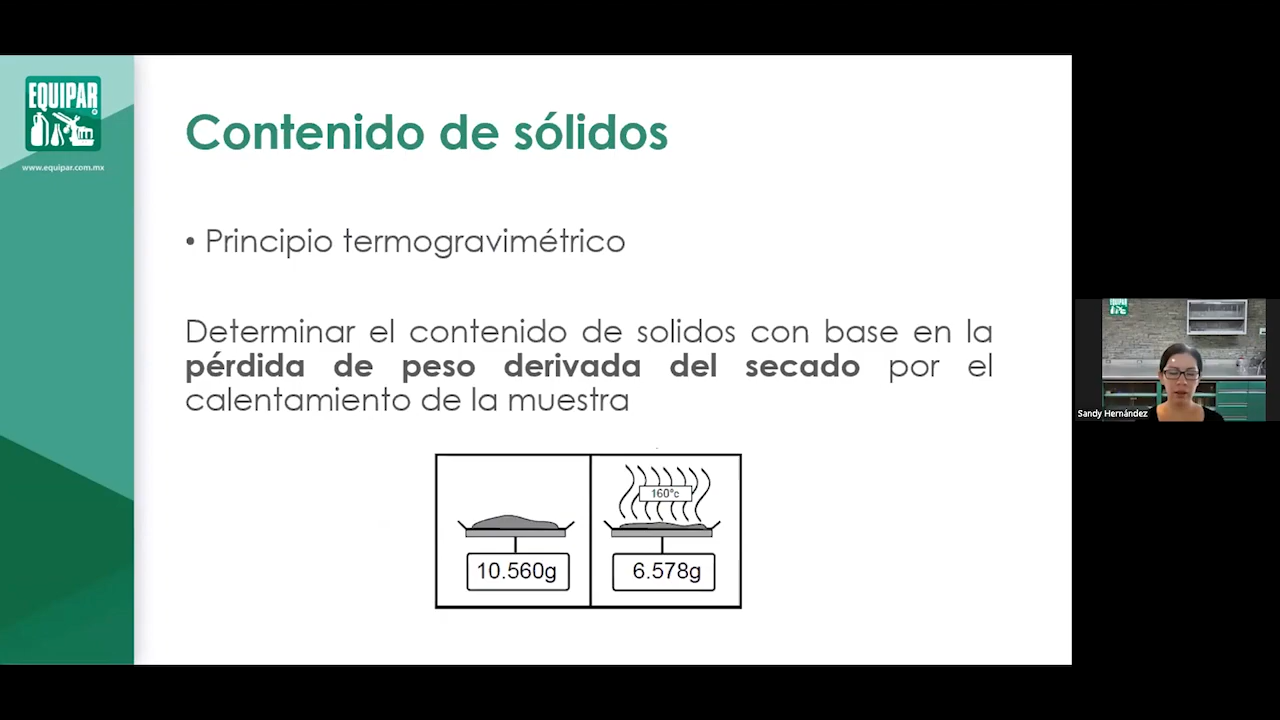 EQUIPAR
www.equipar.com.mx
Contenido de sólidos
• Principio termogravimétrico
Determinar el contenido de solidos con base en la
pérdida de peso derivada del secado por el
calentamiento de la muestra
160°c
10.560g
6.578g
EQUIPAR
Sandy Hernández